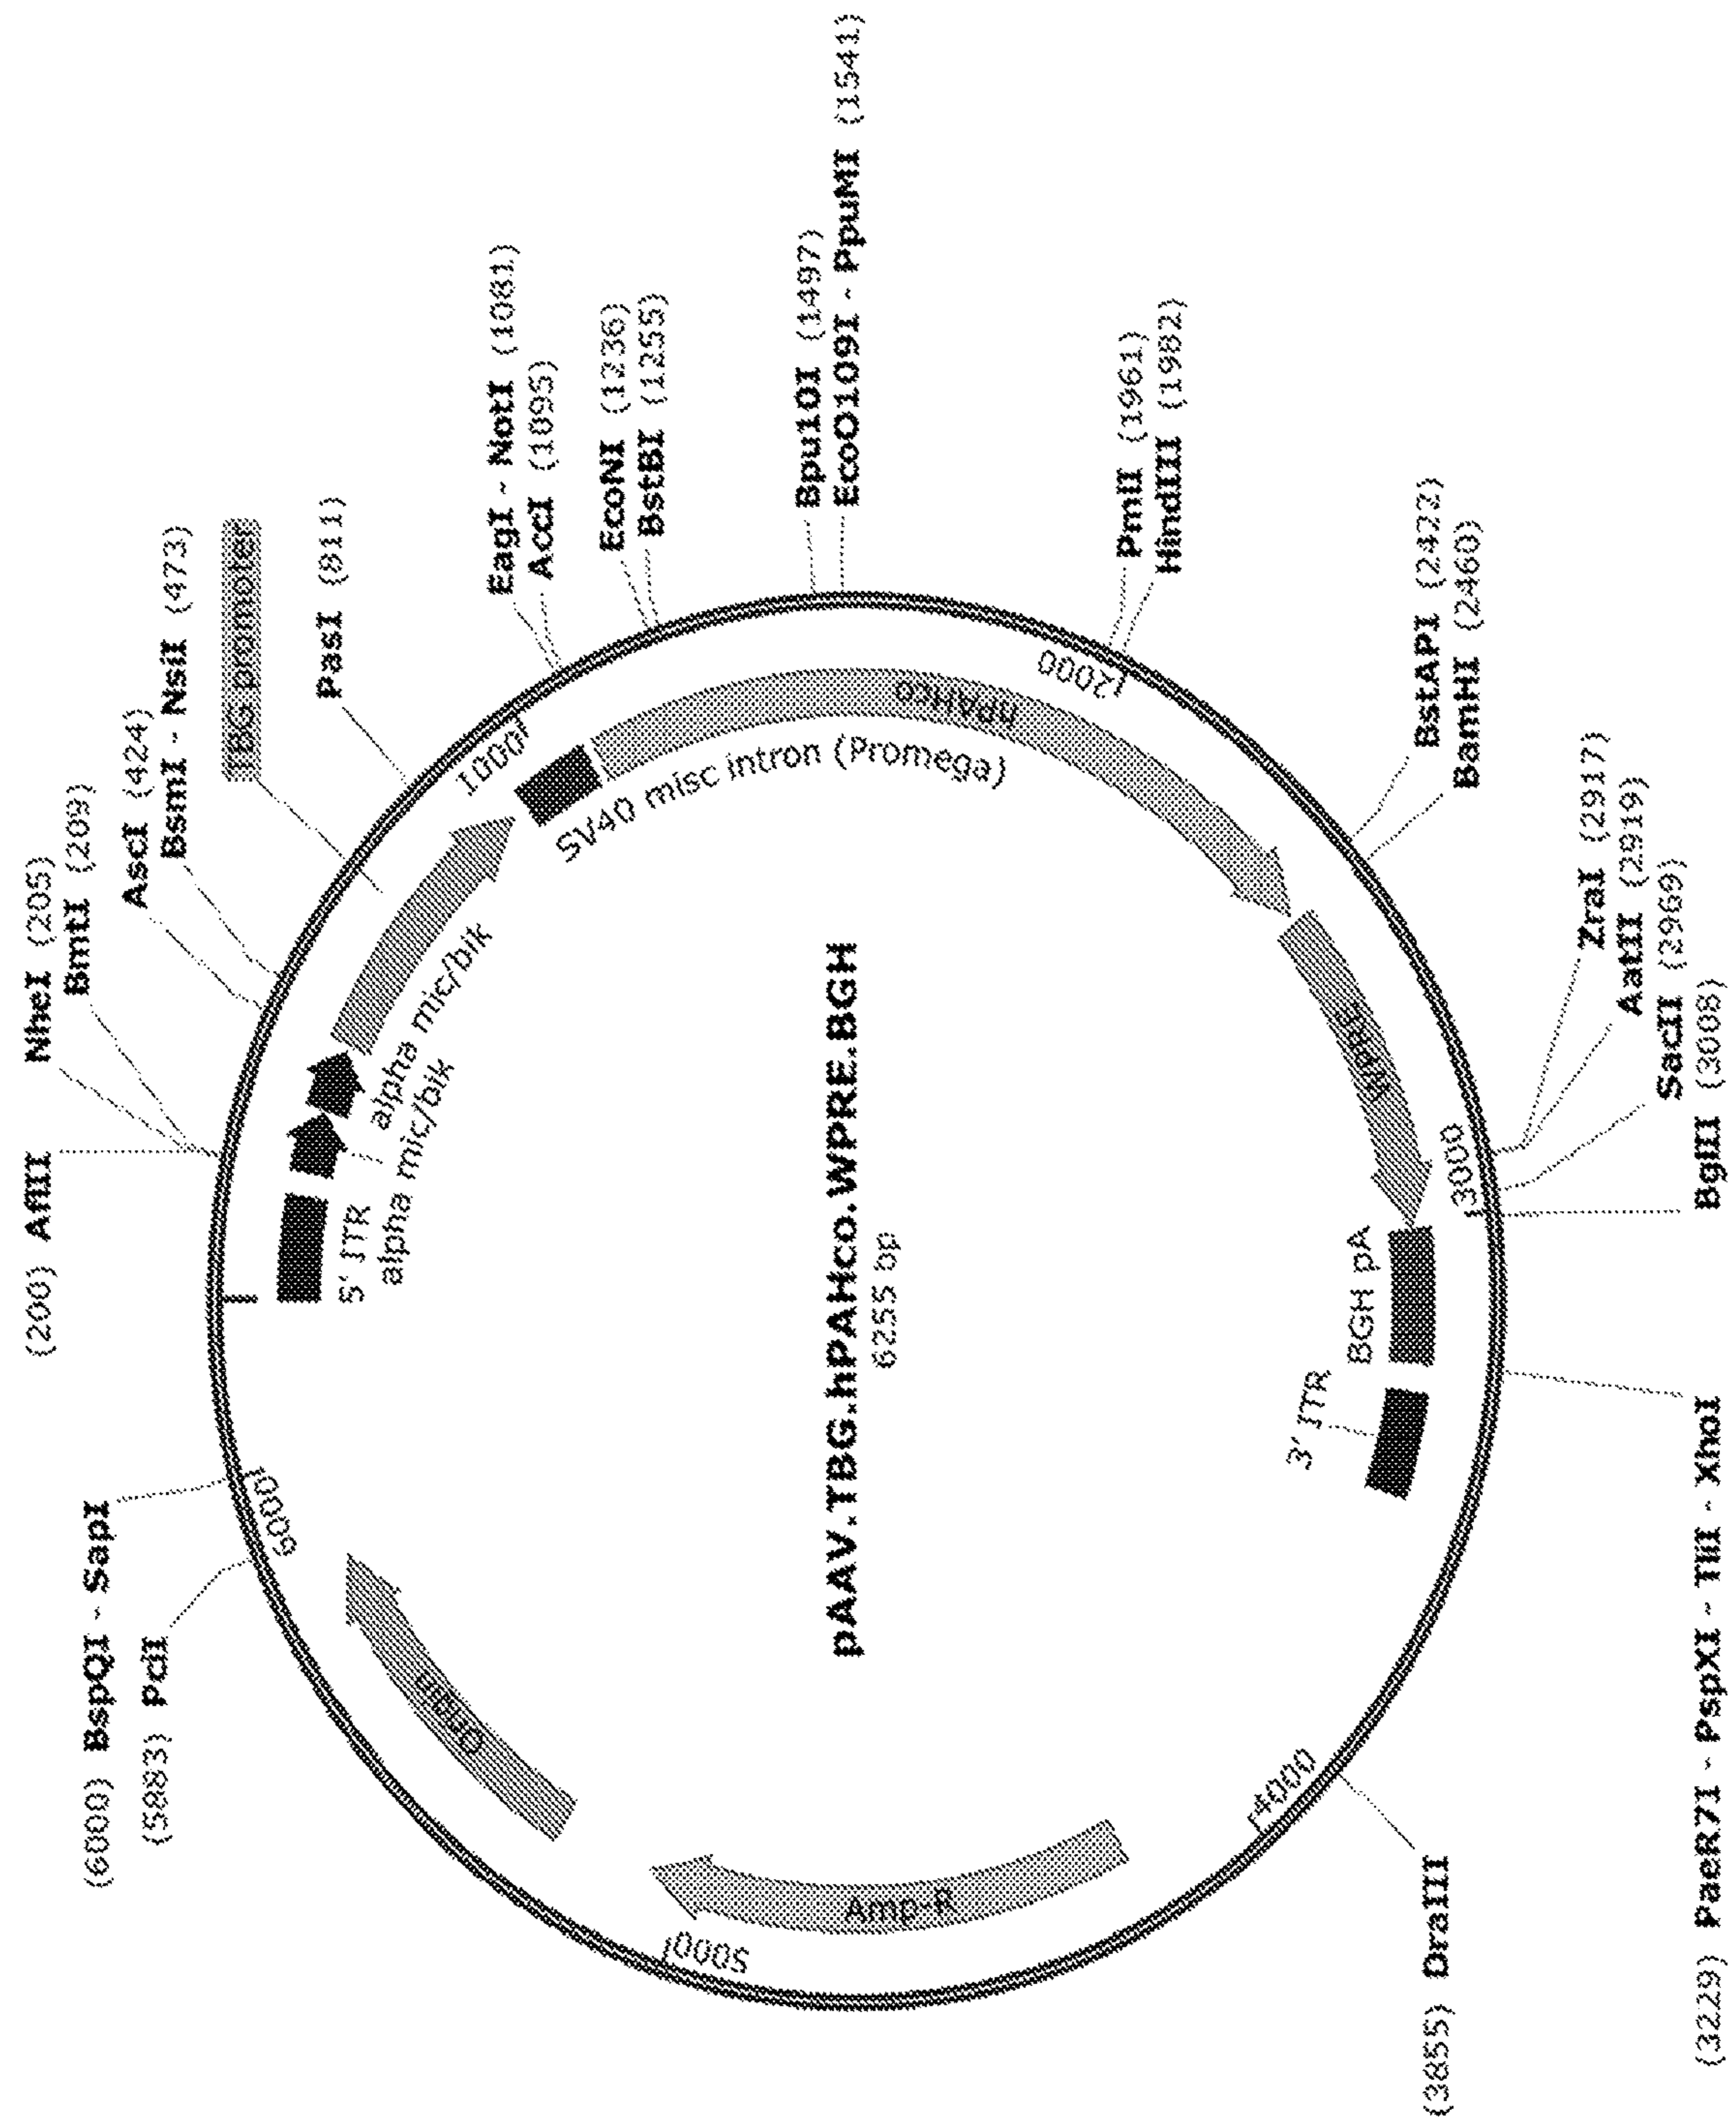 (200) AflII
NheI (205)
BmtI (209)
AscI (424)
BsmI - NsiI (473)
TBG promoter
PasI (811)
EagI - NotI (1081)
AccI (1095)
EcoNI (1236)
BstBI (1255)
Bpu10I (1497)
EcoO109I - PpuMI (1541)
PmlI (1961)
HindIII (1982)
BstAPI (2422)
BamHI (2460)
ZraI (2917)
AatII (2919)
SacII (2969)
BglII (3008)
(3229) PaeR7I - PspXI - TliI - XhoI
(3855) DraIII
(5883) PciI
(6000) BspQI - SapI
1000
2000
3000
4000
5000
6000
5' ITR
alpha mic/bik
alpha mic/bik
SV40 misc intron (Promega)
hPAHco
WPRE
BGH pA
3' ITR
Amp-R
Origin
pAAV.TBG.hPAHco.WPRE.BGH
6255 bp